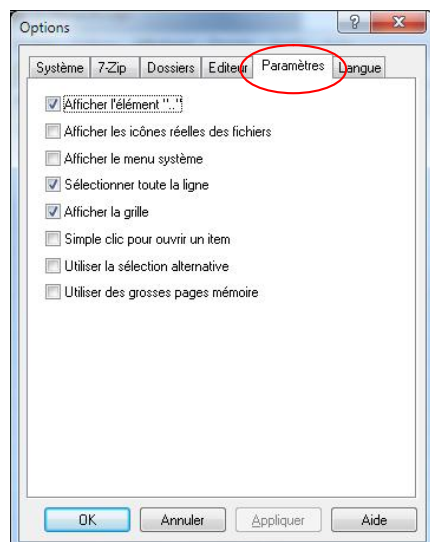 Options
Système 7-Zip Dossiers Editeur Paramètres Langue
Afficher l'élément ".."
Afficher les icônes réelles des fichiers
Afficher le menu système
Sélectionner toute la ligne
Afficher la grille
Simple clic pour ouvrir un item
Utiliser la sélection alternative
Utiliser des grosses pages mémoire
OK Annuler Appliquer Aide